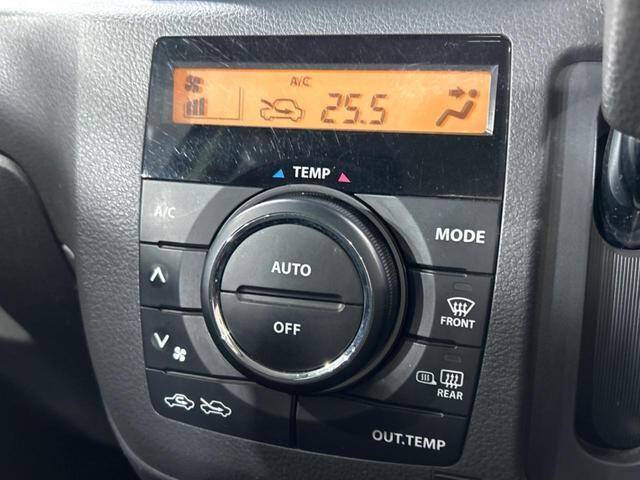 A/C
25.5
TEMP
A/C
MODE
AUTO
OFF
FRONT
REAR
OUT.TEMP